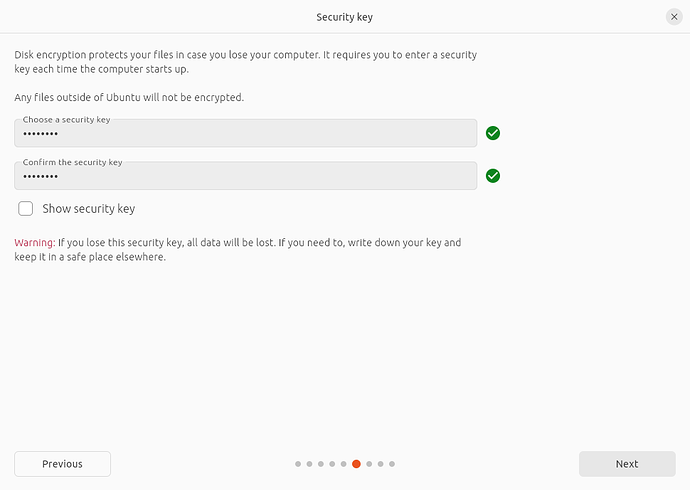 Security key
Disk encryption protects your files in case you lose your computer. It requires you to enter a security
key each time the computer starts up.
Any files outside of Ubuntu will not be encrypted.
Choose a security key
••••••••
Confirm the security key
••••••••
Show security key
Warning: If you lose this security key, all data will be lost. If you need to, write down your key and
keep it in a safe place elsewhere.
Previous
Next